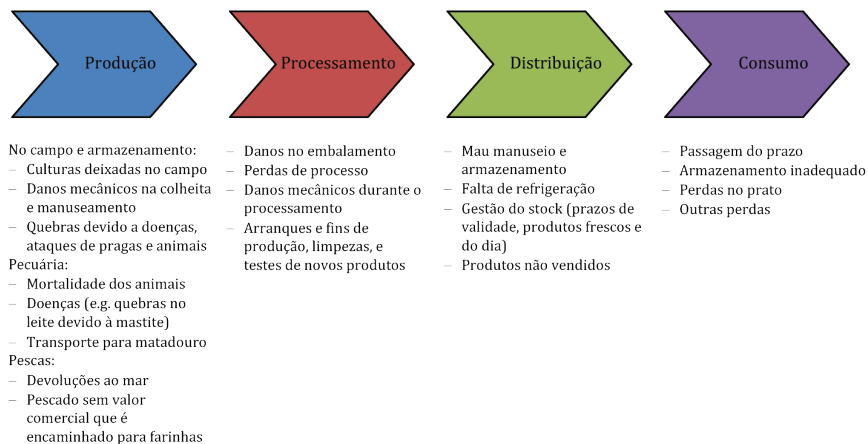 Produção
Processamento
Distribuição
Consumo
No campo e armazenamento:
– Culturas deixadas no campo
– Danos mecânicos na colheita
e manuseamento
– Quebras devido a doenças,
ataques de pragas e animais
Pecuária:
– Mortalidade dos animais
– Doenças (e.g. quebras no
leite devido à mastite)
– Transporte para matadouro
Pescas:
– Devoluções ao mar
– Pescado sem valor
comercial que é
encaminhado para farinhas
– Danos no embalamento
– Perdas de processo
– Danos mecânicos durante o
processamento
– Arranques e fins de
produção, limpezas, e
testes de novos produtos
– Mau manuseio e
armazenamento
– Falta de refrigeração
– Gestão do stock (prazos de
validade, produtos frescos e
do dia)
– Produtos não vendidos
– Passagem do prazo
– Armazenamento inadequado
– Perdas no prato
– Outras perdas